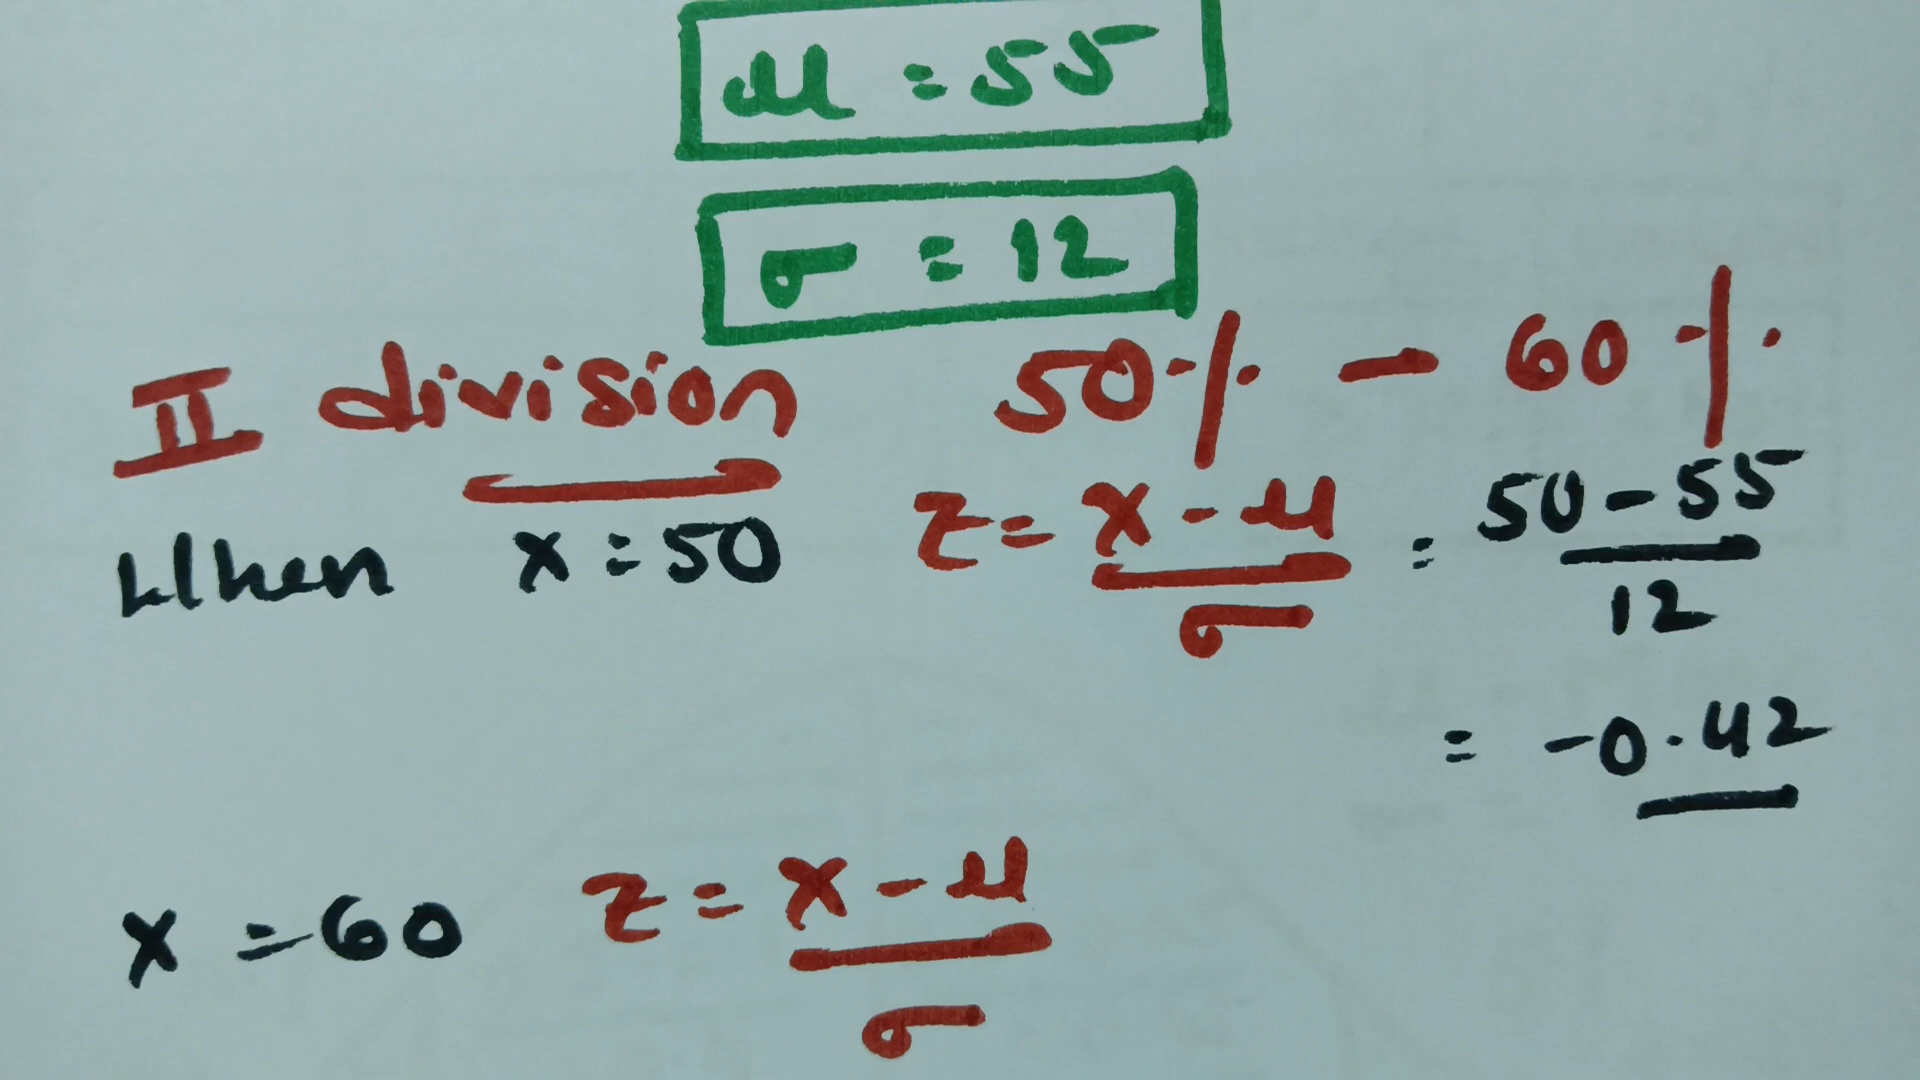 μ = 55
σ = 12
II division 50% - 60%
When x = 50 z = x - μ / σ = 50 - 55 / 12
= -0.42
x = 60 z = x - μ / σ